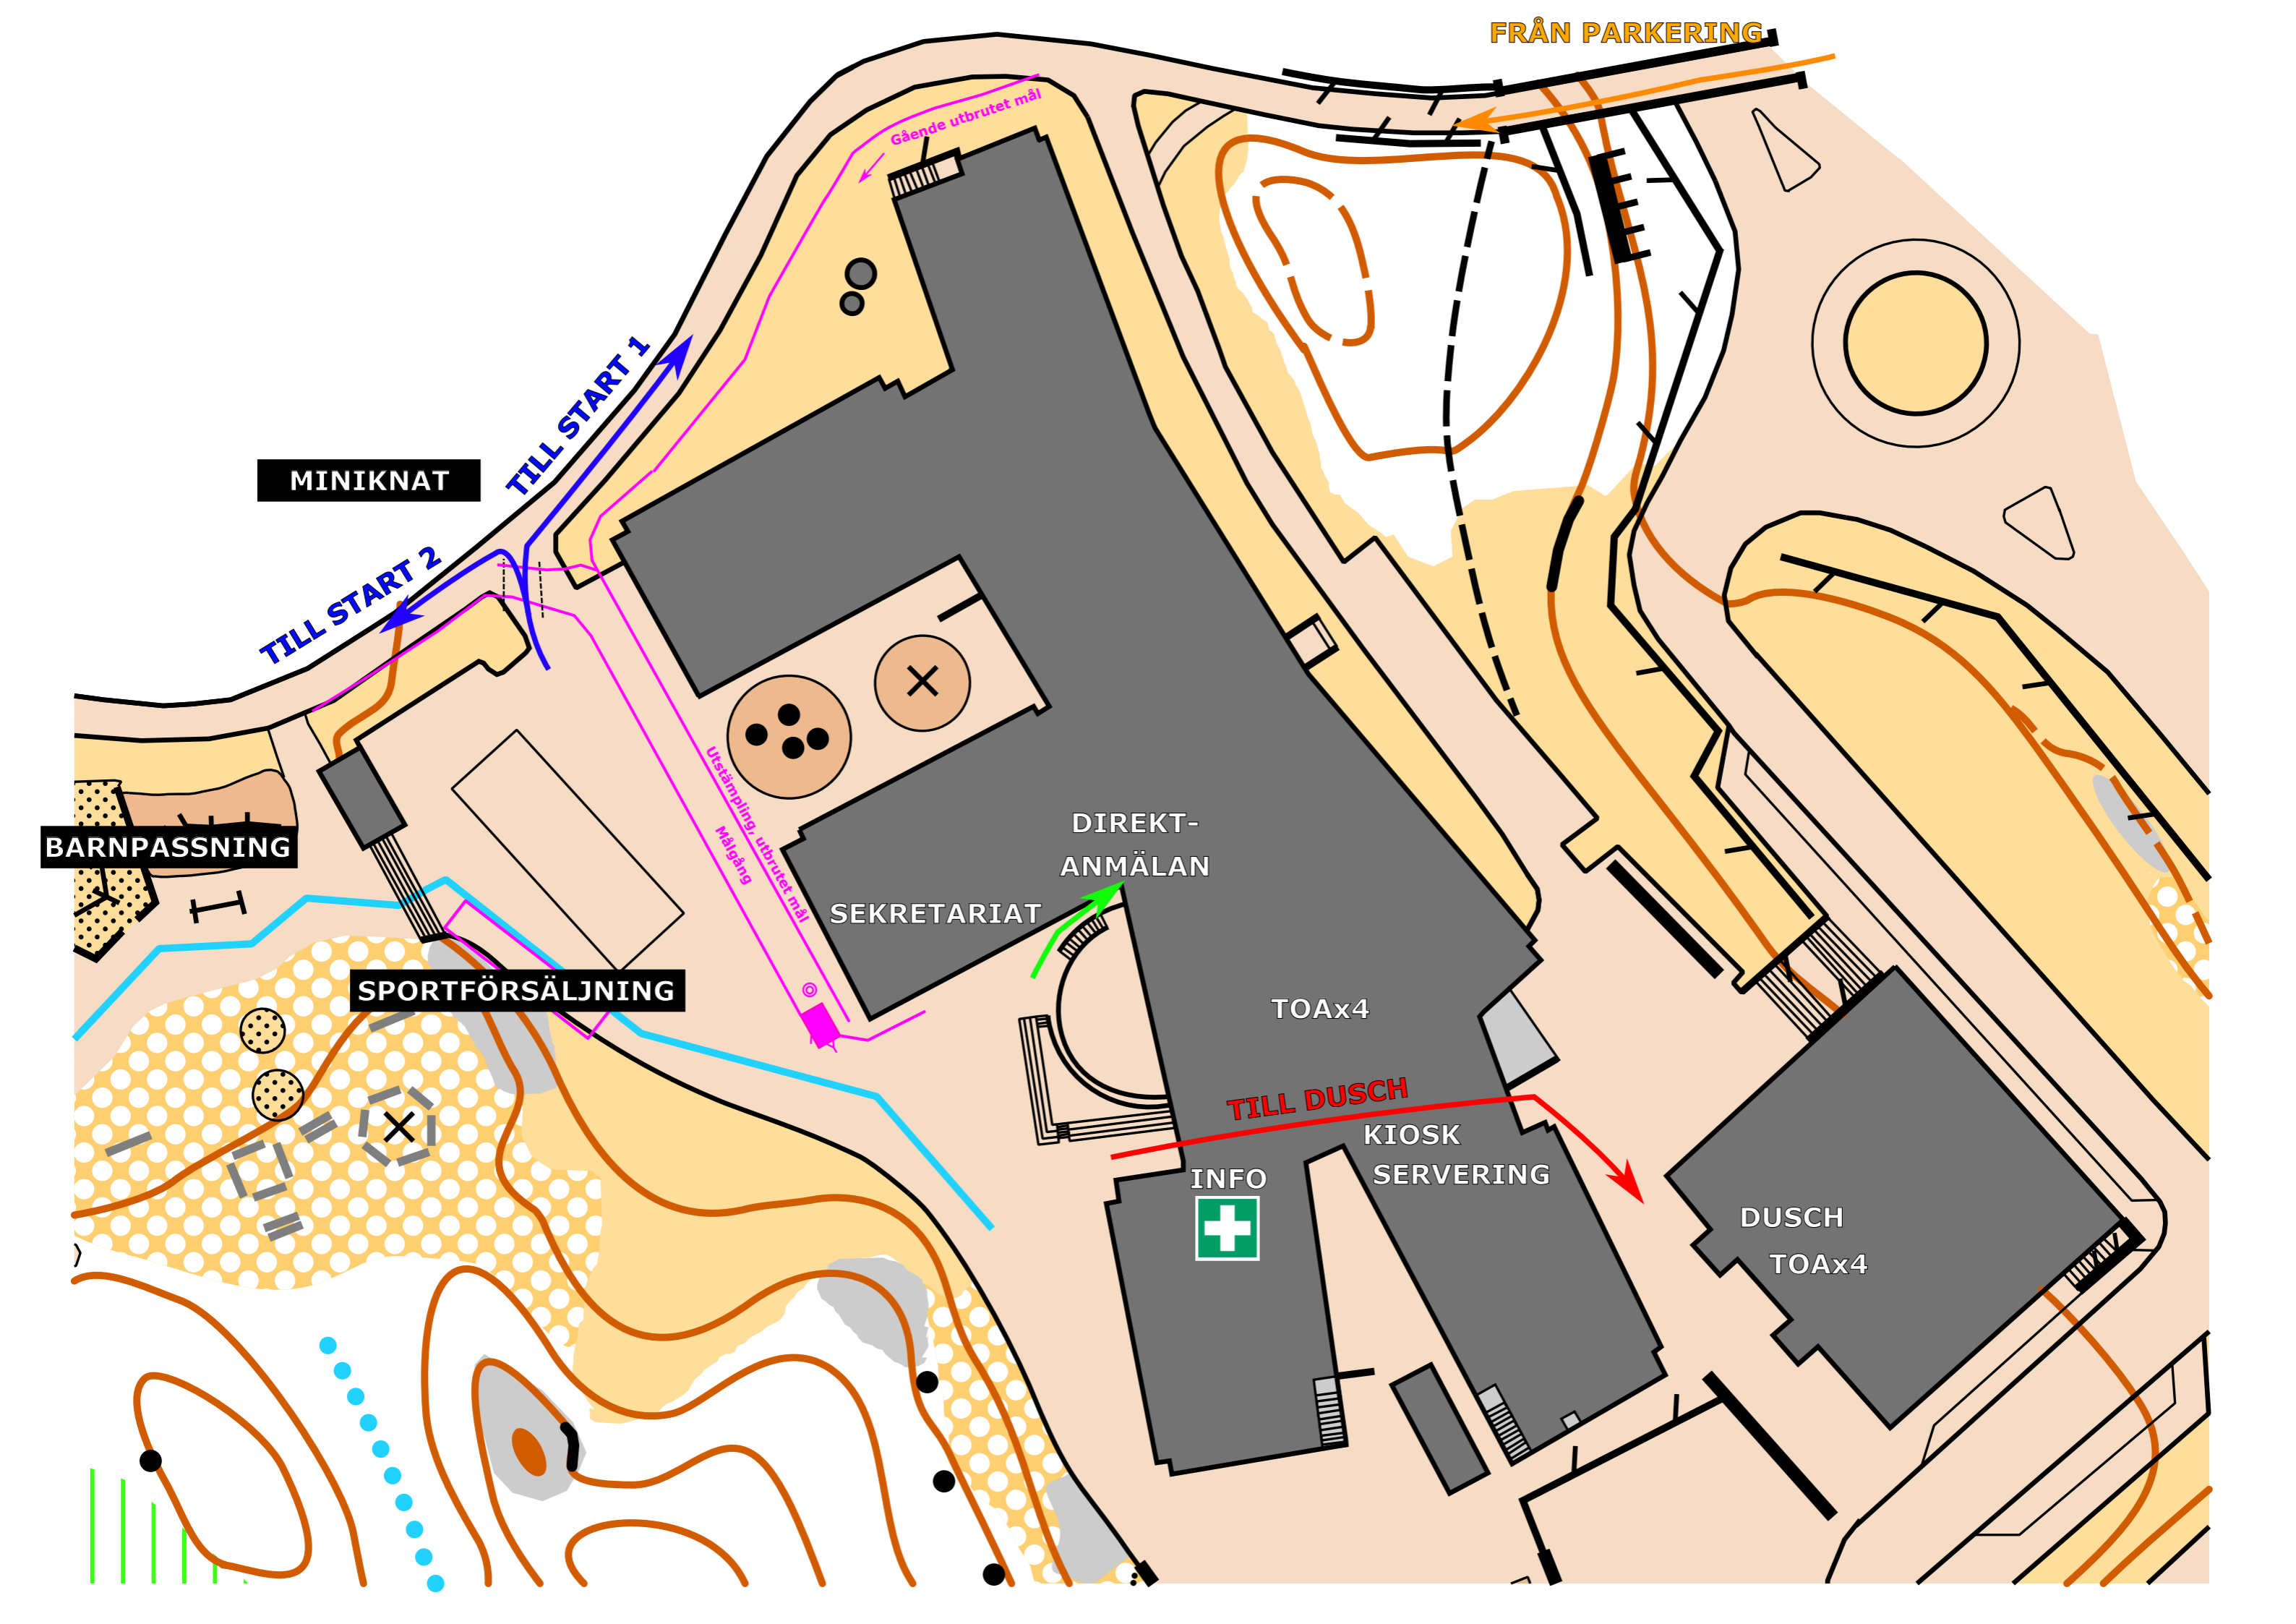 FRÅN PARKERING
Gående utbrutet mål
TILL START 1
MINIKNAT
TILL START 2
BARNPASSNING
Utstämpling, utbrutet mål
Målgång
DIREKT-
ANMÄLAN
SEKRETARIAT
SPORTFÖRSÄLJNING
TOAx4
TILL DUSCH
KIOSK
SERVERING
INFO
DUSCH
TOAx4